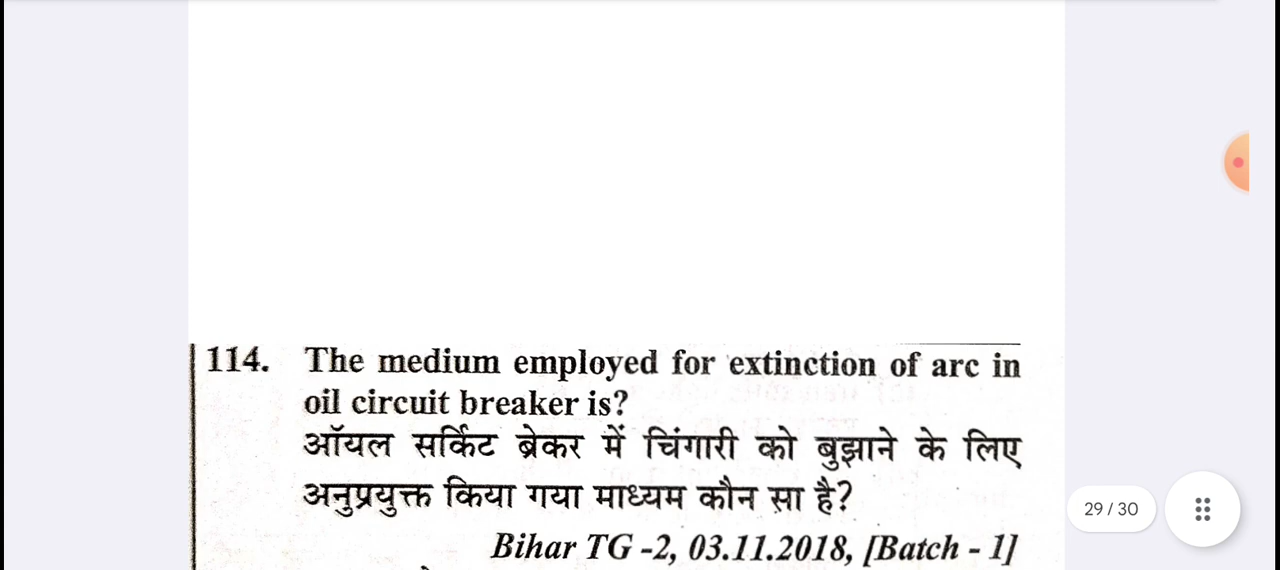 114. The medium employed for extinction of arc in
oil circuit breaker is?
ऑयल सर्किट ब्रेकर में चिंगारी को बुझाने के लिए
अनुप्रयुक्त किया गया माध्यम कौन सा है?
29 / 30
Bihar TG -2, 03.11.2018, [Batch - 1]